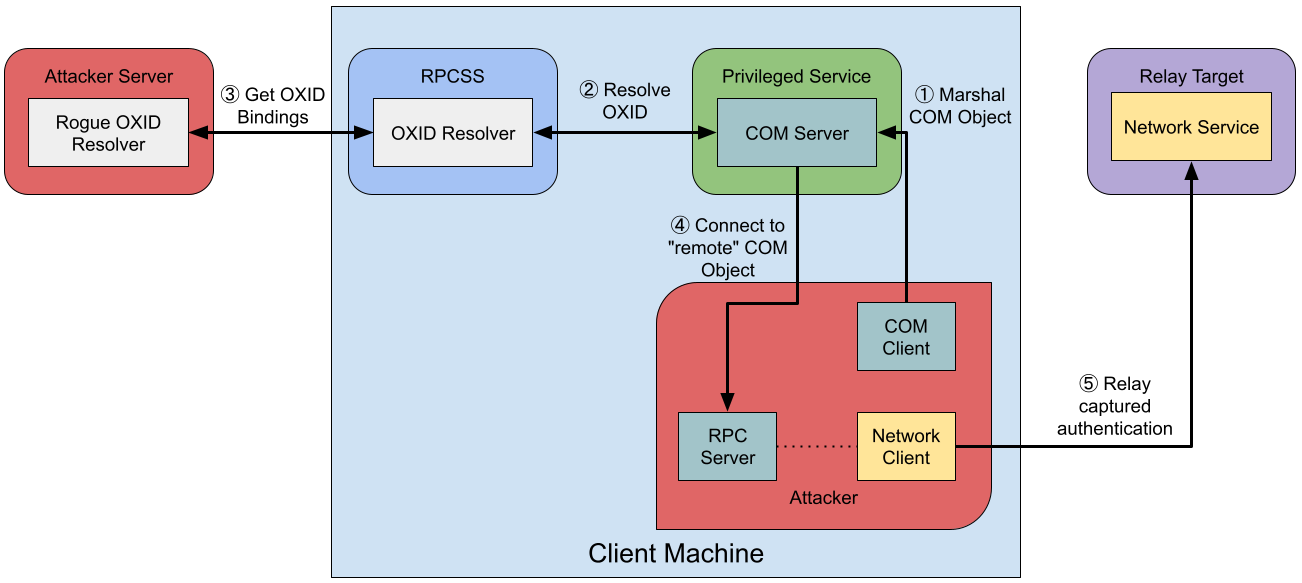 Attacker Server
Rogue OXID
Resolver
③ Get OXID
Bindings
RPCSS
OXID Resolver
② Resolve
OXID
Privileged Service
COM Server
① Marshal
COM Object
Relay Target
Network Service
④ Connect to
"remote" COM
Object
COM
Client
RPC
Server
Network
Client
Attacker
⑤ Relay
captured
authentication
Client Machine